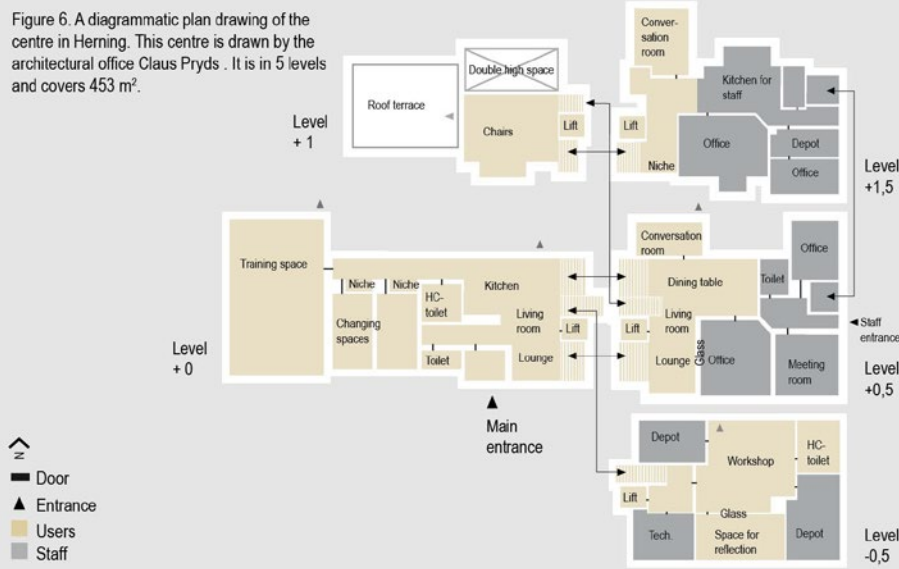 Figure 6. A diagrammatic plan drawing of the
centre in Herning. This centre is drawn by the
architectural office Claus Pryds . It is in 5 levels
and covers 453 m².
Level
+ 1
Roof terrace
Double high space
Chairs
Lift
Conver-
sation
room
Lift
Niche
Kitchen for
staff
Office
Depot
Office
Level
+1,5
Level
+ 0
Training space
Niche
Niche
Changing
spaces
HC-
toilet
Toilet
Kitchen
Living
room
Lounge
Lift
Main
entrance
Conversation
room
Dining table
Lift
Living
room
Lounge
Glass
Office
Toilet
Office
Meeting
room
Staff
entrance
Level
+0,5
Depot
Workshop
HC-
toilet
Lift
Tech.
Glass
Space for
reflection
Depot
Level
-0,5
N
Door
Entrance
Users
Staff